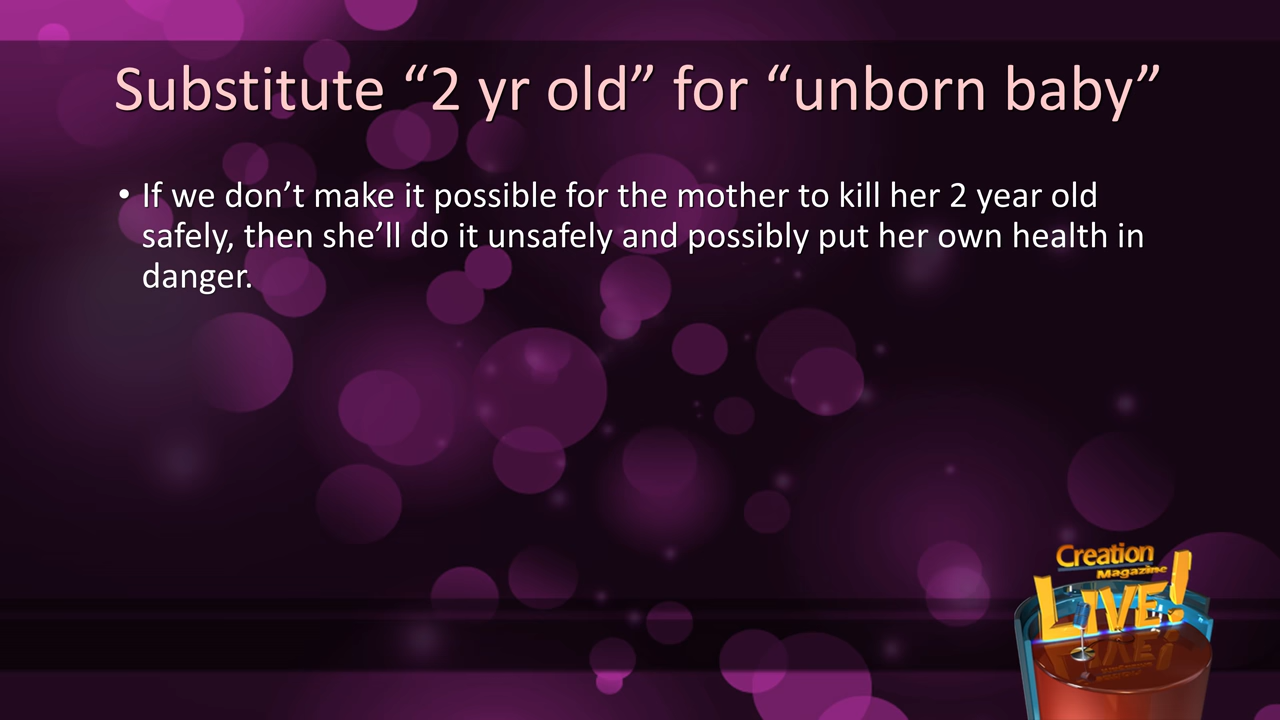 Substitute “2 yr old” for “unborn baby”
• If we don’t make it possible for the mother to kill her 2 year old
safely, then she’ll do it unsafely and possibly put her own health in
danger.
Creation
Magazine
LIVE!